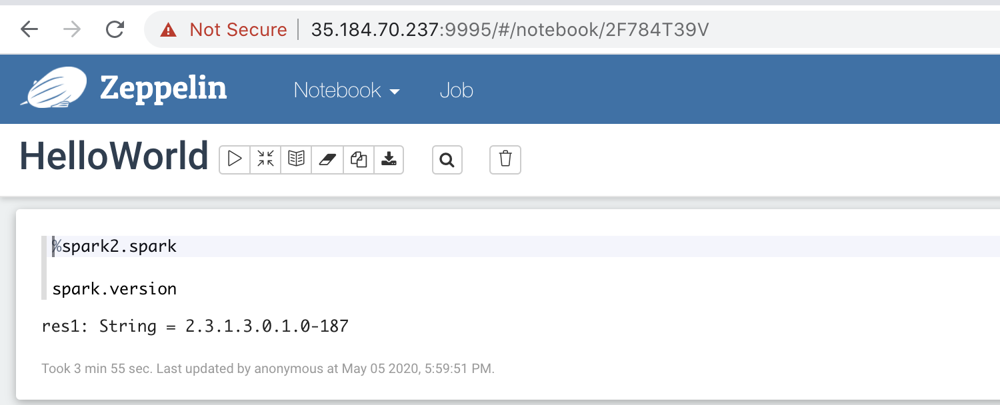 Not Secure | 35.184.70.237:9995/#/notebook/2F784T39V
Zeppelin Notebook Job
HelloWorld
%spark2.spark
spark.version
res1: String = 2.3.1.3.0.1.0-187
Took 3 min 55 sec. Last updated by anonymous at May 05 2020, 5:59:51 PM.